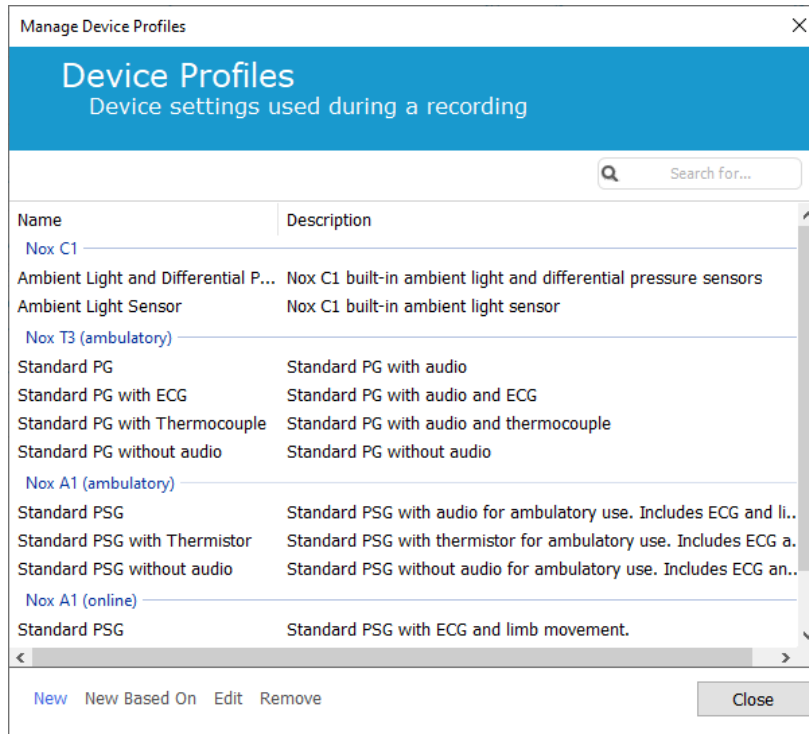 Manage Device Profiles
Device Profiles
Device settings used during a recording
Search for...
Name Description
Nox C1
Ambient Light and Differential P... Nox C1 built-in ambient light and differential pressure sensors
Ambient Light Sensor Nox C1 built-in ambient light sensor
Nox T3 (ambulatory)
Standard PG Standard PG with audio
Standard PG with ECG Standard PG with audio and ECG
Standard PG with Thermocouple Standard PG with audio and thermocouple
Standard PG without audio Standard PG without audio
Nox A1 (ambulatory)
Standard PSG Standard PSG with audio for ambulatory use. Includes ECG and li...
Standard PSG with Thermistor Standard PSG with thermistor for ambulatory use. Includes ECG a...
Standard PSG without audio Standard PSG without audio for ambulatory use. Includes ECG an...
Nox A1 (online)
Standard PSG Standard PSG with ECG and limb movement.
New New Based On Edit Remove Close